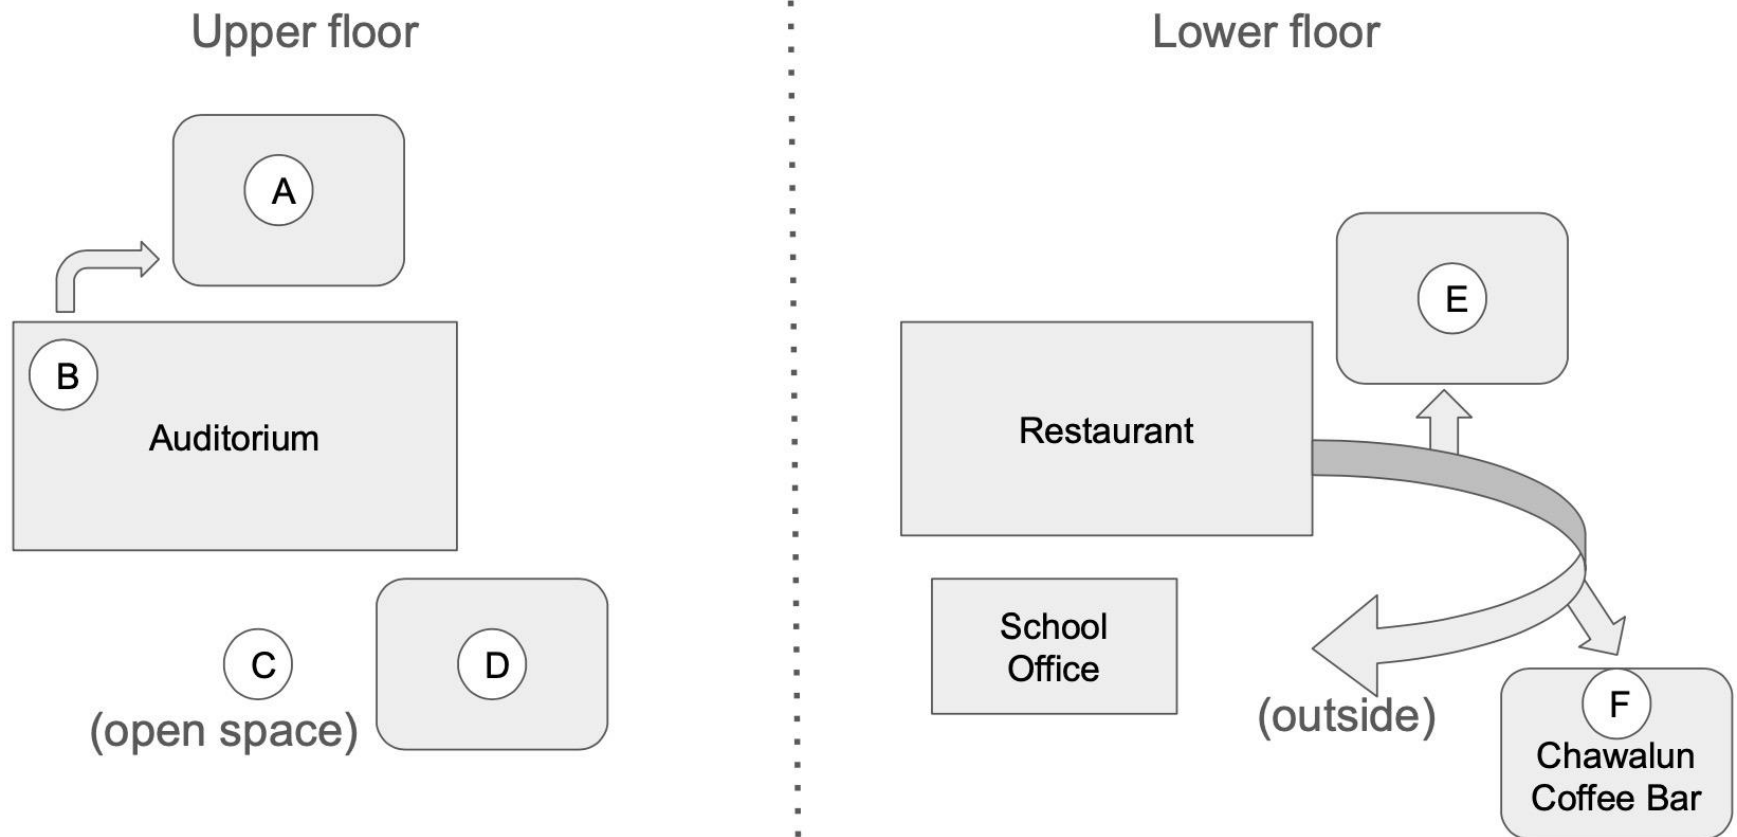 Upper floor
A
B
Auditorium
C
(open space)
D
Lower floor
E
Restaurant
School
Office
(outside)
F
Chawalun
Coffee Bar